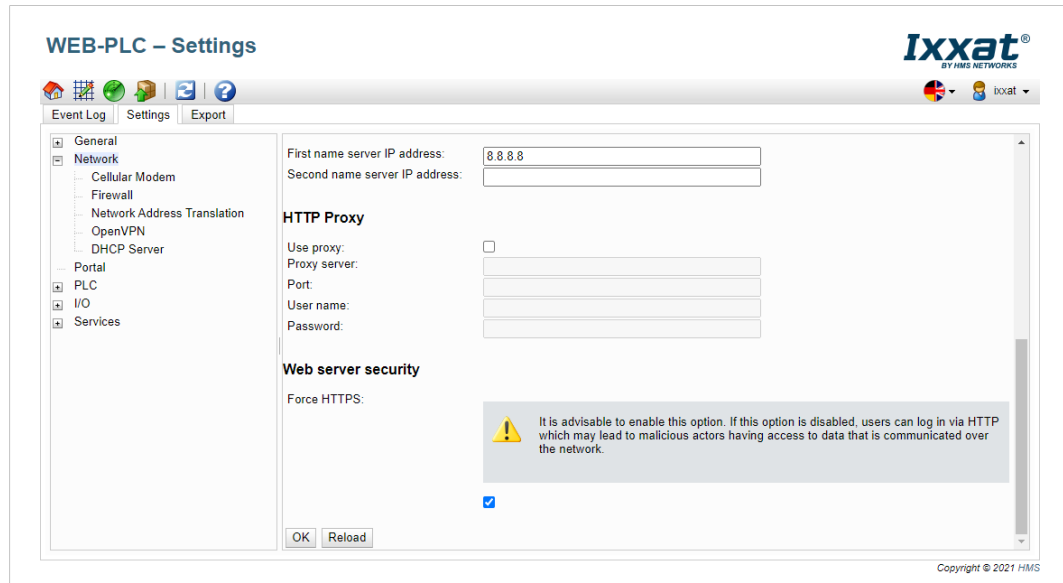 WEB-PLC – Settings
Ixxat®
BY HMS NETWORKS
ixxat
Event Log Settings Export
General
Network
Cellular Modem
Firewall
Network Address Translation
OpenVPN
DHCP Server
Portal
PLC
I/O
Services
First name server IP address: 8.8.8.8
Second name server IP address:
HTTP Proxy
Use proxy:
Proxy server:
Port:
User name:
Password:
Web server security
Force HTTPS:
It is advisable to enable this option. If this option is disabled, users can log in via HTTP
which may lead to malicious actors having access to data that is communicated over
the network.
OK Reload
Copyright © 2021 HMS